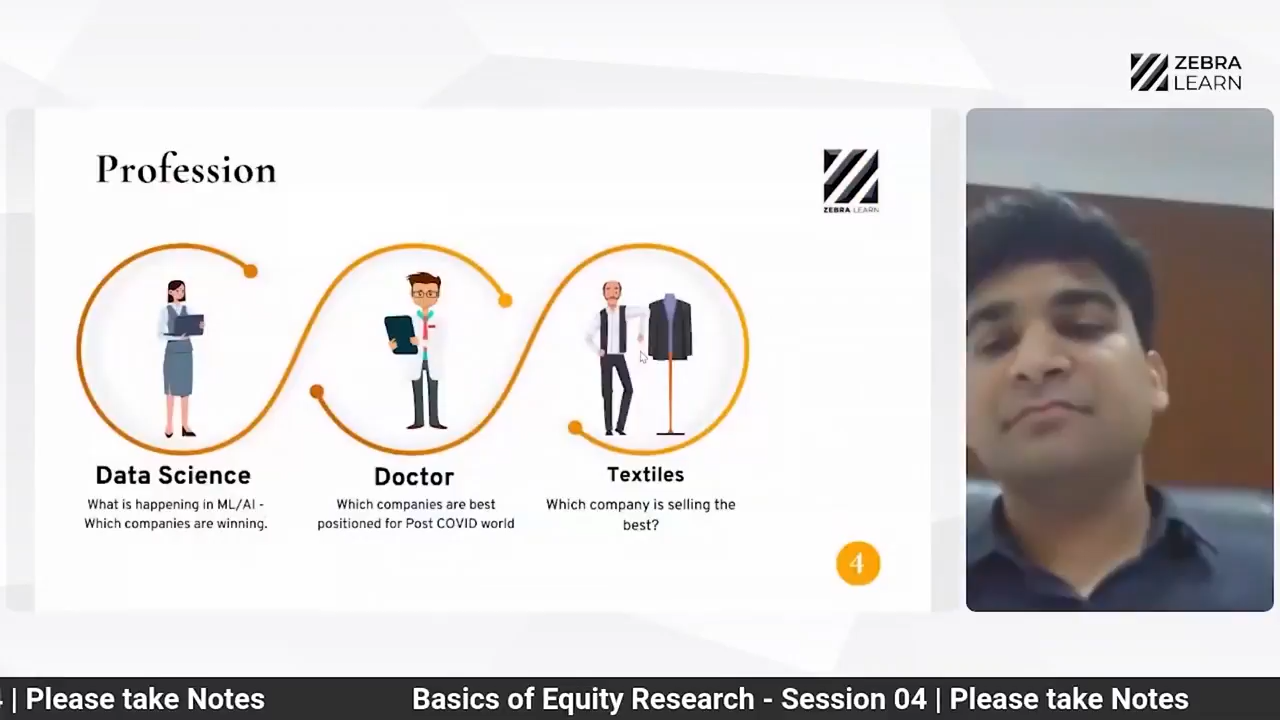 ZEBRA
LEARN
Profession
ZEBRA LEARN
Data Science
What is happening in ML/AI -
Which companies are winning.
Doctor
Which companies are best
positioned for Post COVID world
Textiles
Which company is selling the
best?
4
| Please take Notes
Basics of Equity Research - Session 04 | Please take Notes